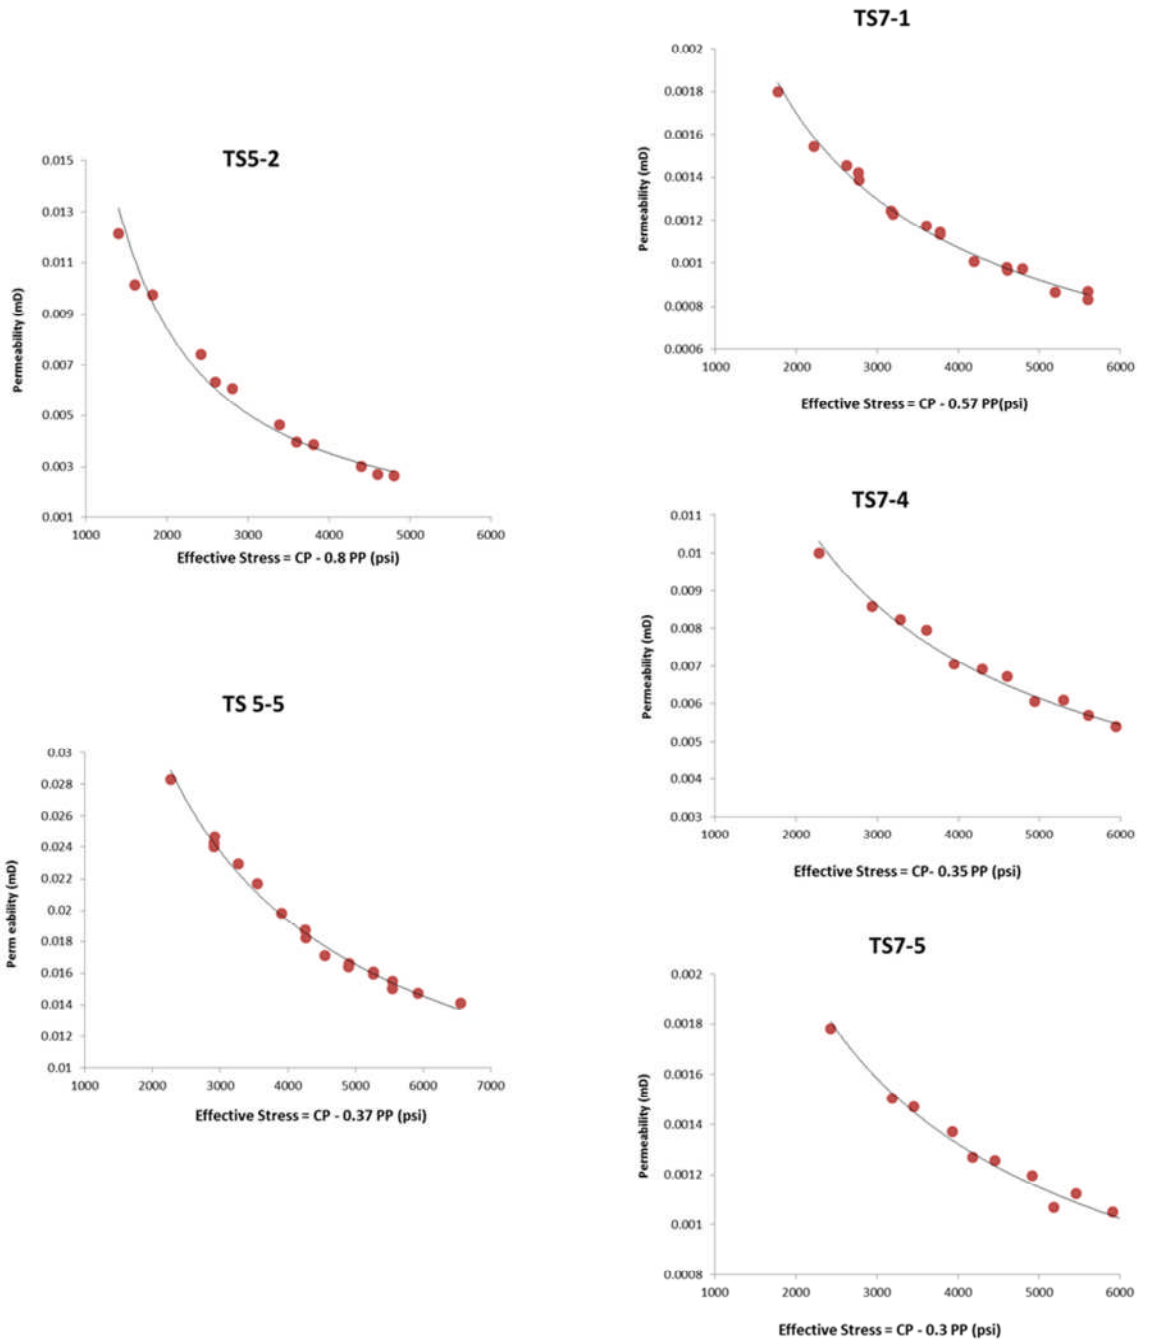 TS5-2
0.015
0.013
0.011
0.009
0.007
0.005
0.003
0.001
Permeability (mD)
1000 2000 3000 4000 5000 6000
Effective Stress = CP - 0.8 PP (psi)
TS 5-5
0.03
0.028
0.026
0.024
0.022
0.02
0.018
0.016
0.014
0.012
0.01
Perm eability (mD)
1000 2000 3000 4000 5000 6000 7000
Effective Stress = CP - 0.37 PP (psi)
TS7-1
0.002
0.0018
0.0016
0.0014
0.0012
0.001
0.0008
0.0006
Permeability (mD)
1000 2000 3000 4000 5000 6000
Effective Stress = CP - 0.57 PP(psi)
TS7-4
0.011
0.01
0.009
0.008
0.007
0.006
0.005
0.004
0.003
Permeability (mD)
1000 2000 3000 4000 5000 6000
Effective Stress = CP- 0.35 PP (psi)
TS7-5
0.002
0.0018
0.0016
0.0014
0.0012
0.001
0.0008
Permeability (mD)
1000 2000 3000 4000 5000 6000
Effective Stress = CP - 0.3 PP (psi)